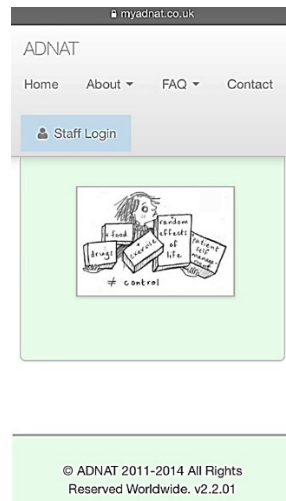 myadnat.co.uk
ADNAT
Home About FAQ Contact
Staff Login
drugs
+ food
+ exercise
+ random effects of life
+ patient self manage-ment
≠ control
© ADNAT 2011-2014 All Rights
Reserved Worldwide. v2.2.01